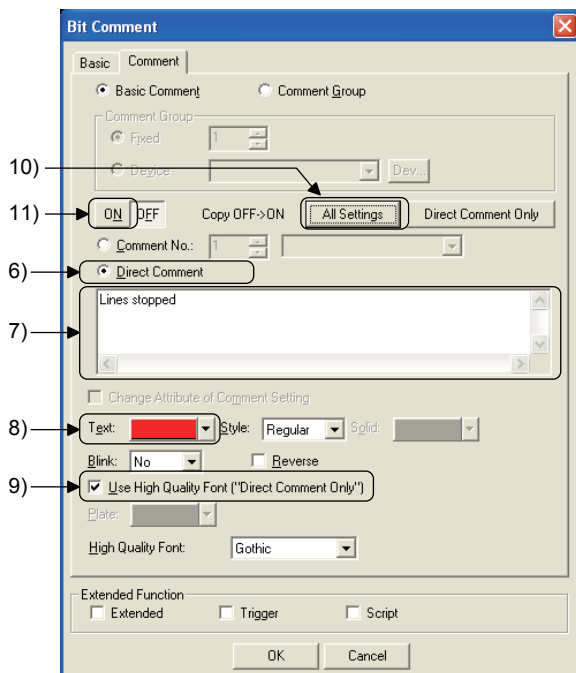 Bit Comment
Basic Comment
Basic Comment Comment Group
Comment Group
Fixed 1
10) Device Dev...
11) ON OFF Copy OFF->ON All Settings Direct Comment Only
Comment No.: 1
6) Direct Comment
7) Lines stopped
Change Attribute of Comment Setting
8) Text: Style: Regular Solid:
Blink: No Reverse
9) Use High Quality Font ("Direct Comment Only")
Plate:
High Quality Font: Gothic
Extended Function
Extended Trigger Script
OK Cancel